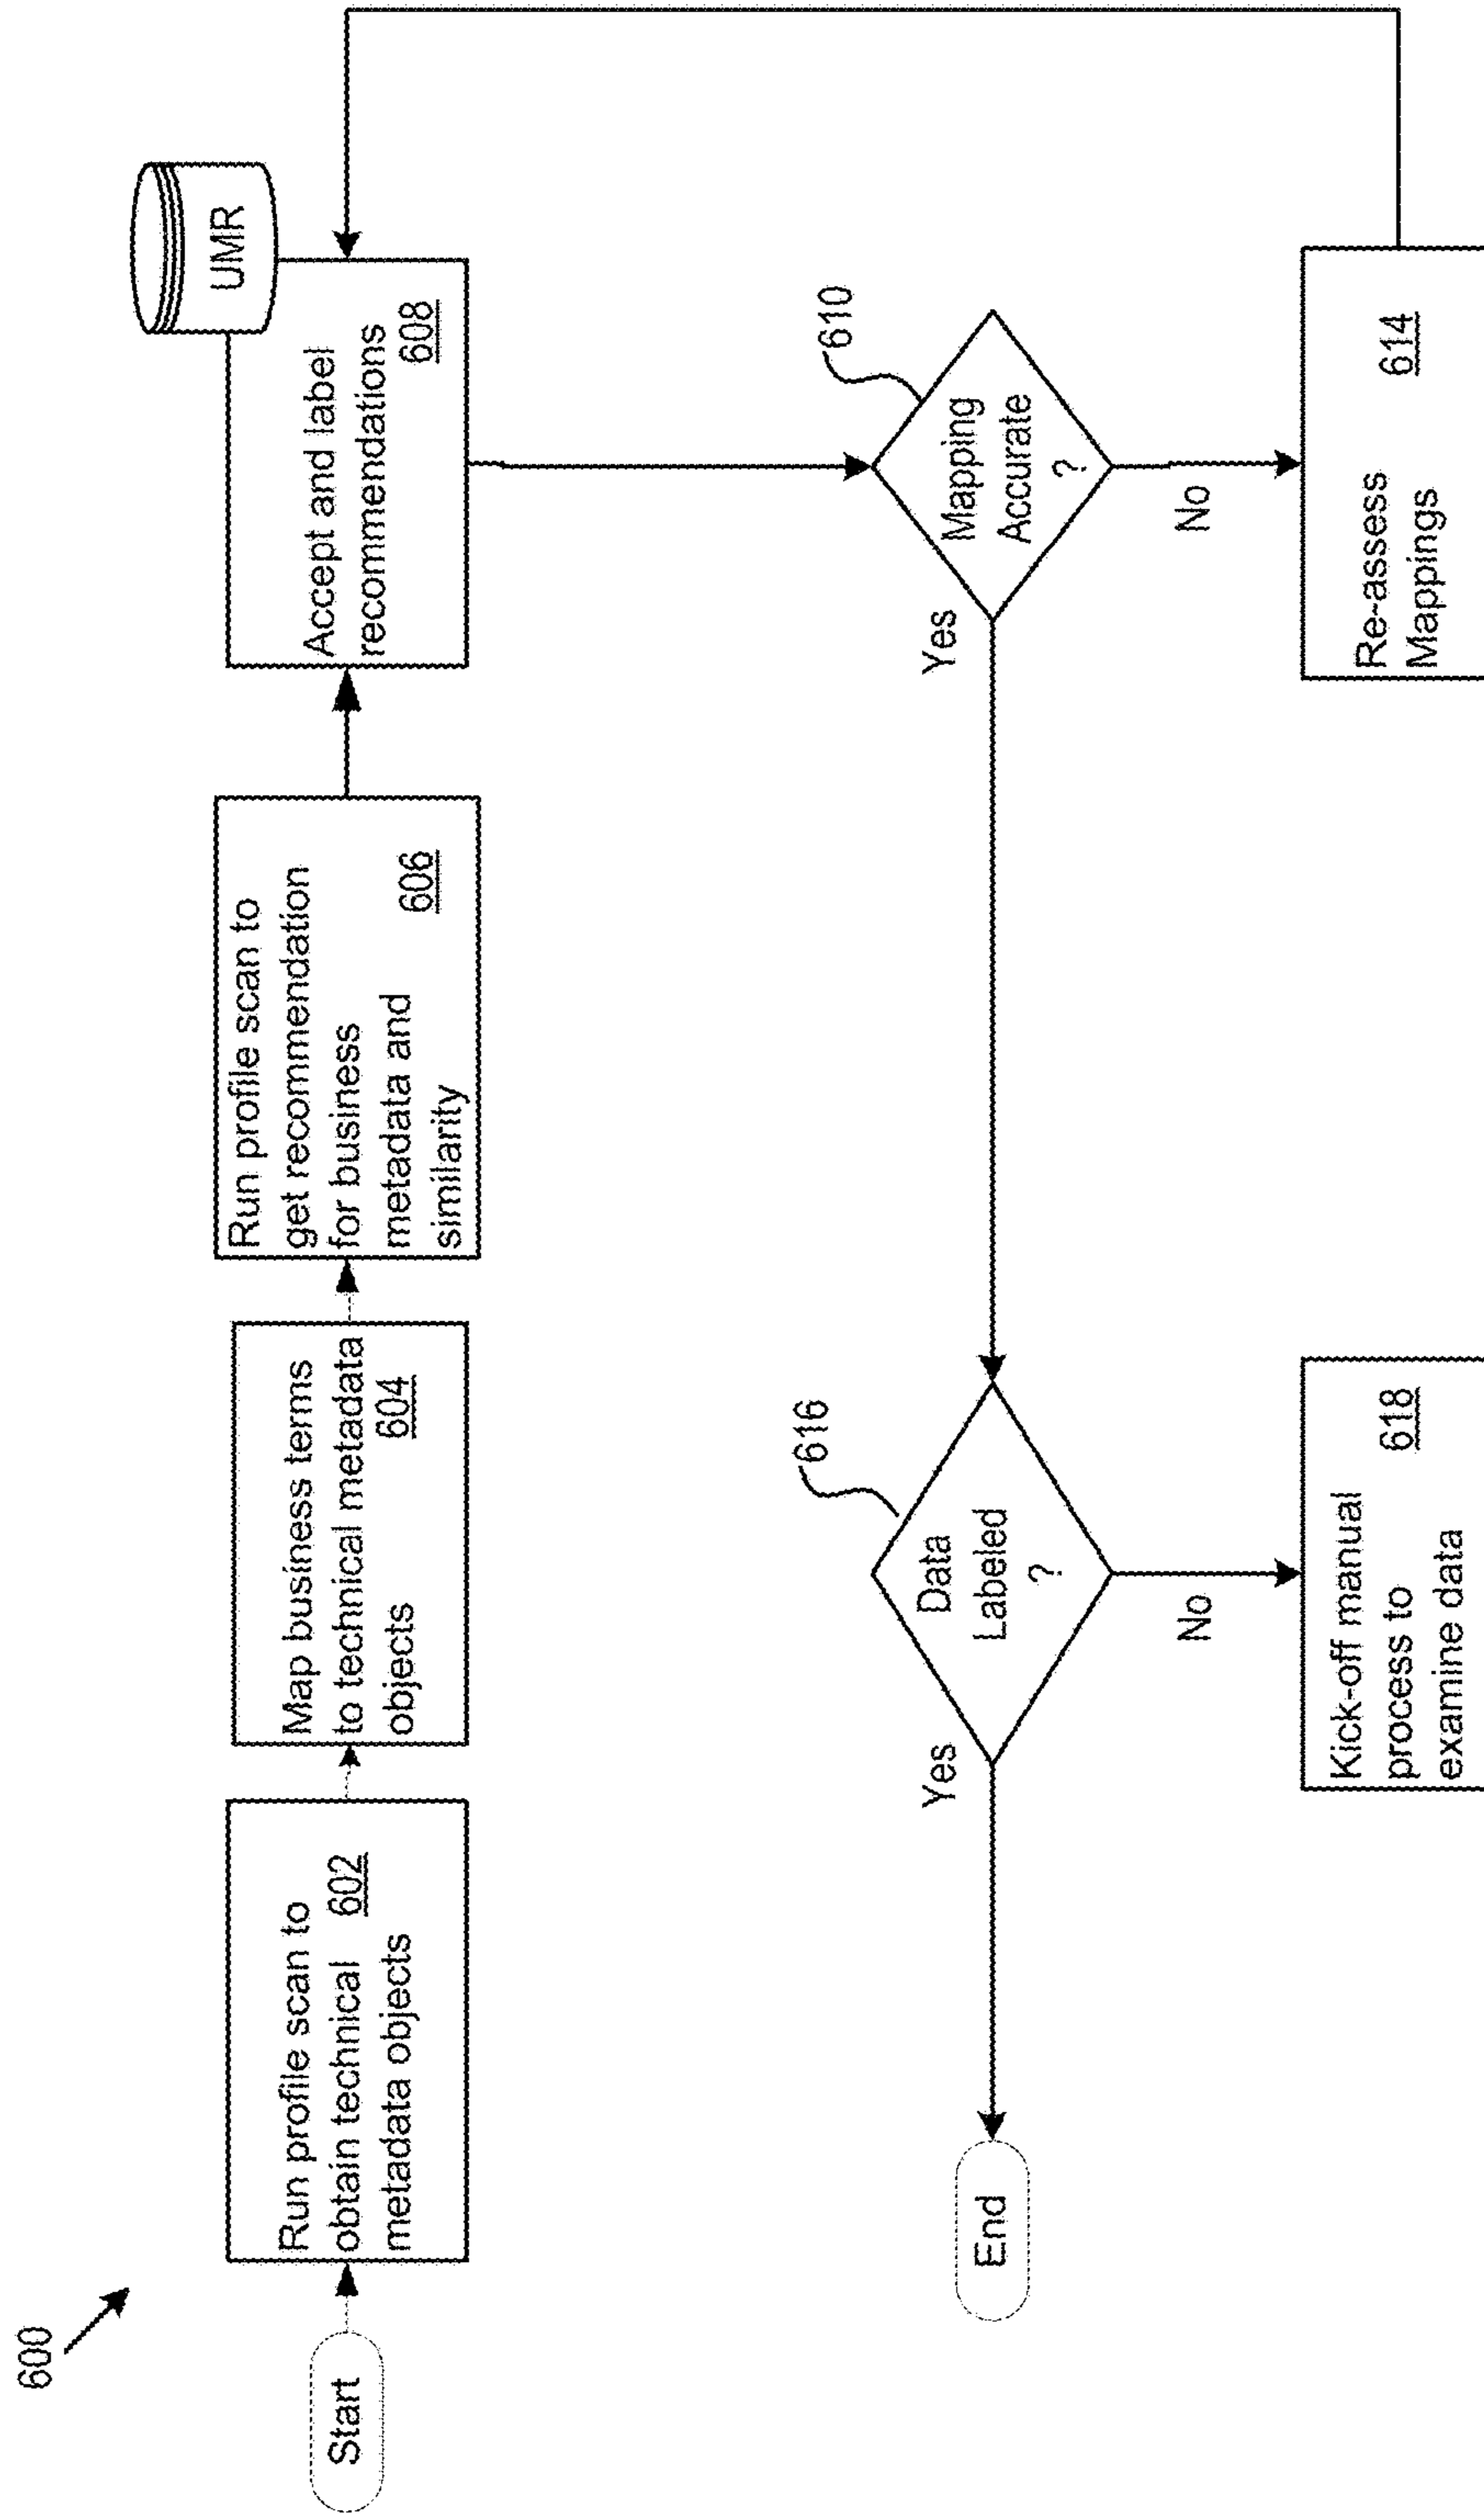 600
Start
Run profile scan to
obtain technical 602
metadata objects
Map business terms
to technical metadata
604
objects
Run profile scan to
get recommendation
for business
metadata and
606
similarity
UMR
Accept and label
recommendations
608
610
Mapping
Accurate
?
Yes
No
Re-assess
614
Mappings
616
Data
Labeled
?
Yes
No
Kick-off manual
process to 618
examine data
End